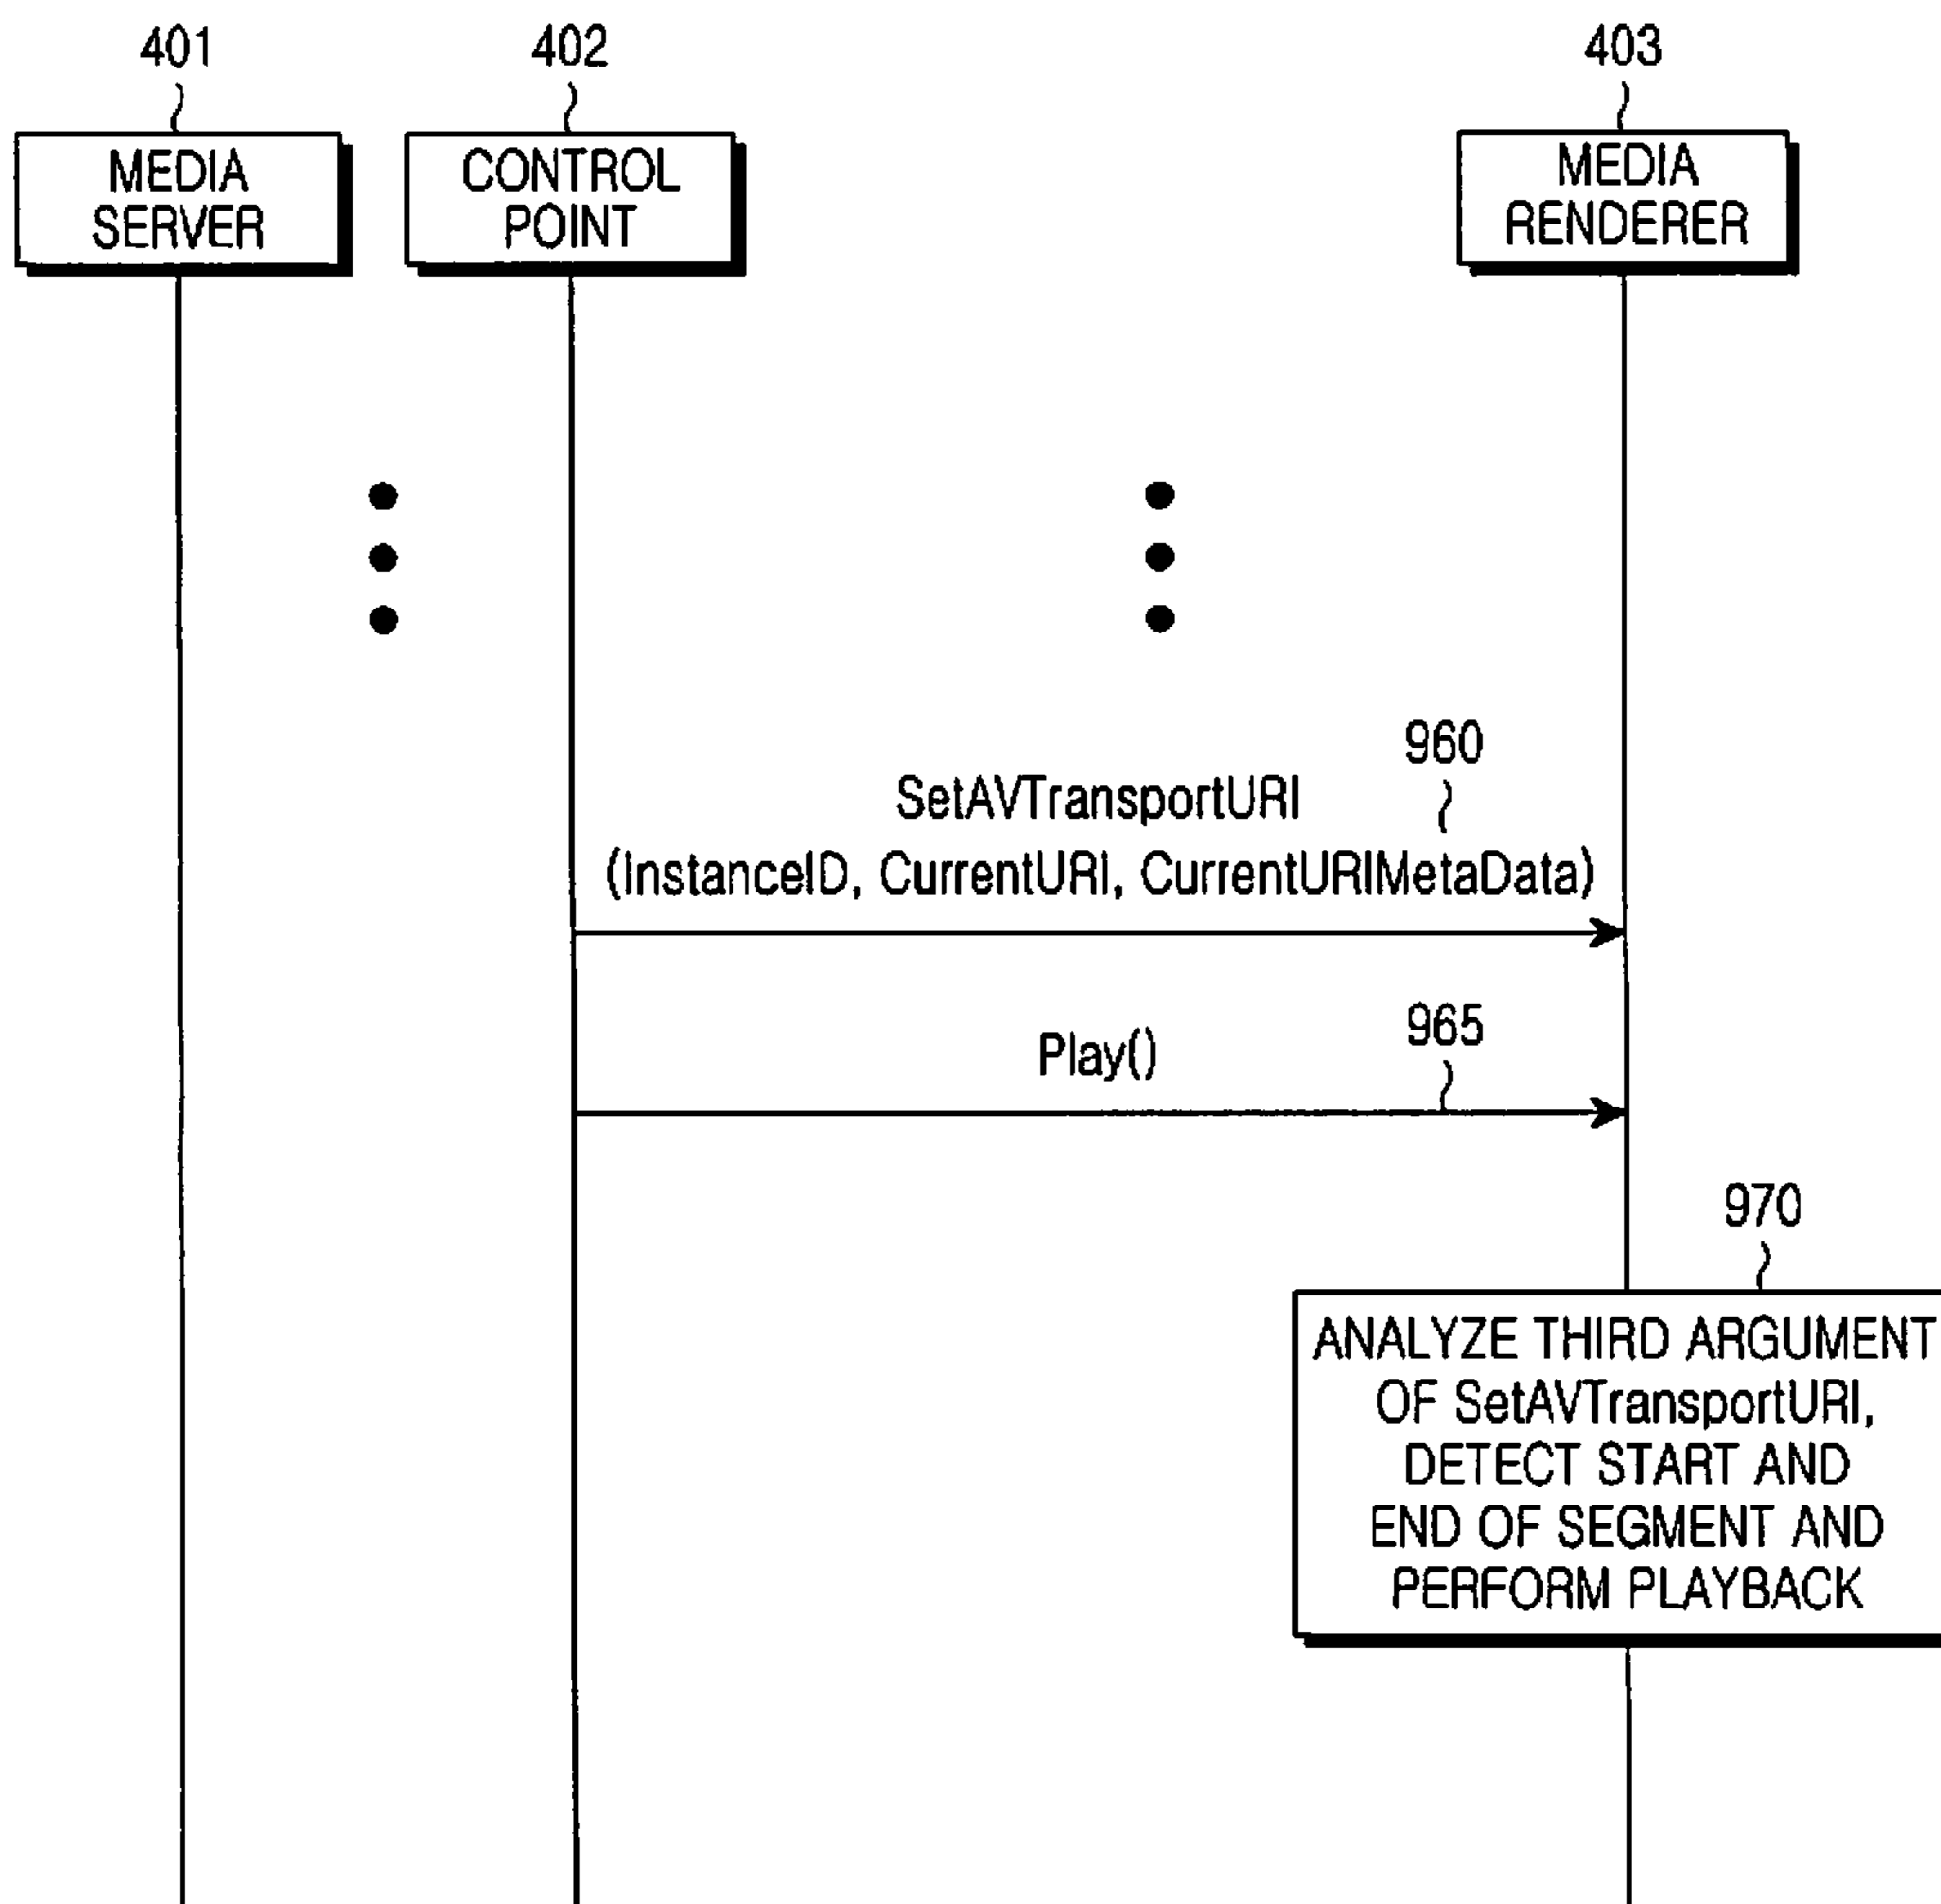 401
402
403
MEDIA
SERVER
CONTROL
POINT
MEDIA
RENDERER
960
SetAVTransportURI
(InstanceID, CurrentURI, CurrentURIMetaData)
965
Play()
970
ANALYZE THIRD ARGUMENT
OF SetAVTransportURI,
DETECT START AND
END OF SEGMENT AND
PERFORM PLAYBACK